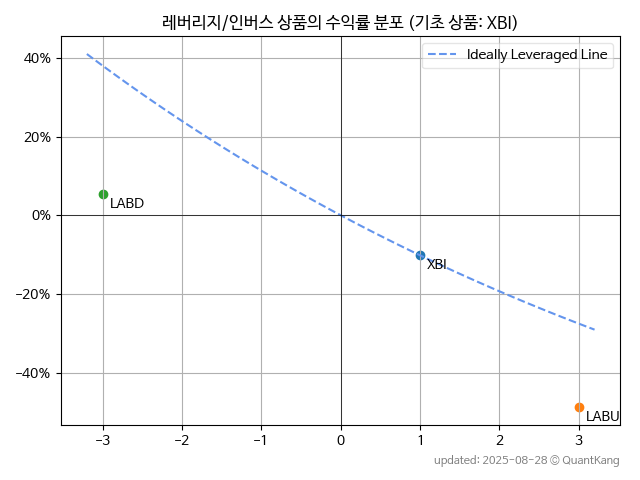 레버리지/인버스 상품의 수익률 분포 (기초 상품: XBI)
Ideally Leveraged Line
40%
20%
0%
-20%
-40%
LABD
XBI
LABU
-3 -2 -1 0 1 2 3
updated: 2025-08-28 © QuantKang